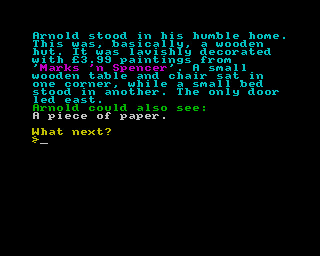 Arnold stood in his humble home.
This was, basically, a wooden
hut. It was lavishly decorated
with £3.99 paintings from
'Marks 'n Spencer'. A small
wooden table and chair sat in
one corner, while a small bed
stood in another. The only door
led east.
Arnold could also see:
A piece of paper.
What next?
>_